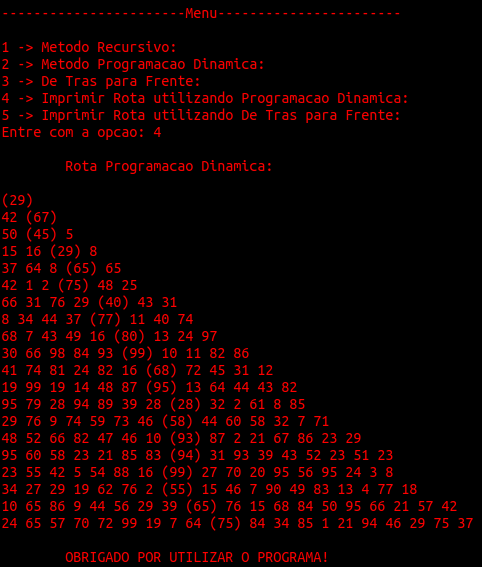 -----------------------Menu-----------------------
1 -> Metodo Recursivo:
2 -> Metodo Programacao Dinamica:
3 -> De Tras para Frente:
4 -> Imprimir Rota utilizando Programacao Dinamica:
5 -> Imprimir Rota utilizando De Tras para Frente:
Entre com a opcao: 4
Rota Programacao Dinamica:
(29)
42 (67)
50 (45) 5
15 16 (29) 8
37 64 8 (65) 65
42 1 2 (75) 48 25
66 31 76 29 (40) 43 31
8 34 44 37 (77) 11 40 74
68 7 43 49 16 (80) 13 24 97
30 66 98 84 93 (99) 10 11 82 86
41 74 81 24 82 16 (68) 72 45 31 12
19 99 19 14 48 87 (95) 13 64 44 43 82
95 79 28 94 89 39 28 (28) 32 2 61 8 85
29 76 9 74 59 73 46 (58) 44 60 58 32 7 71
48 52 66 82 47 46 10 (93) 87 2 21 67 86 23 29
95 60 58 23 21 85 83 (94) 31 93 39 43 52 23 51 23
23 55 42 5 54 88 16 (99) 27 70 20 95 56 95 24 3 8
34 27 29 19 62 76 2 (55) 15 46 7 90 49 83 13 4 77 18
10 65 86 9 44 56 29 39 (65) 76 15 68 84 50 95 66 21 57 42
24 65 57 70 72 99 19 7 64 (75) 84 34 85 1 21 94 46 29 75 37
OBRIGADO POR UTILIZAR O PROGRAMA!